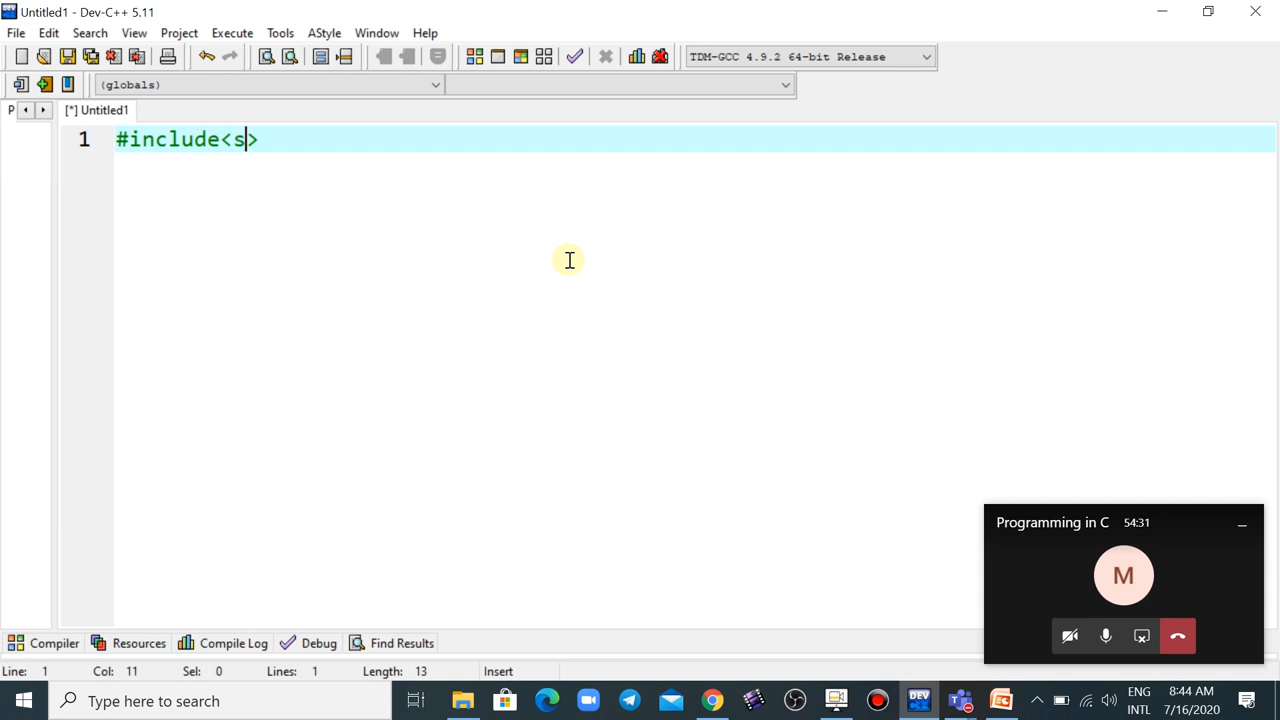 Untitled1 - Dev-C++ 5.11
File Edit Search View Project Execute Tools AStyle Window Help
TDM-GCC 4.9.2 64-bit Release
(globals)
P [*] Untitled1
1 #include<s>
Programming in C 54:31
M
Compiler Resources Compile Log Debug Find Results
Line: 1 Col: 11 Sel: 0 Lines: 1 Length: 13 Insert
Type here to search
DEV
ENG
INTL
8:44 AM
7/16/2020